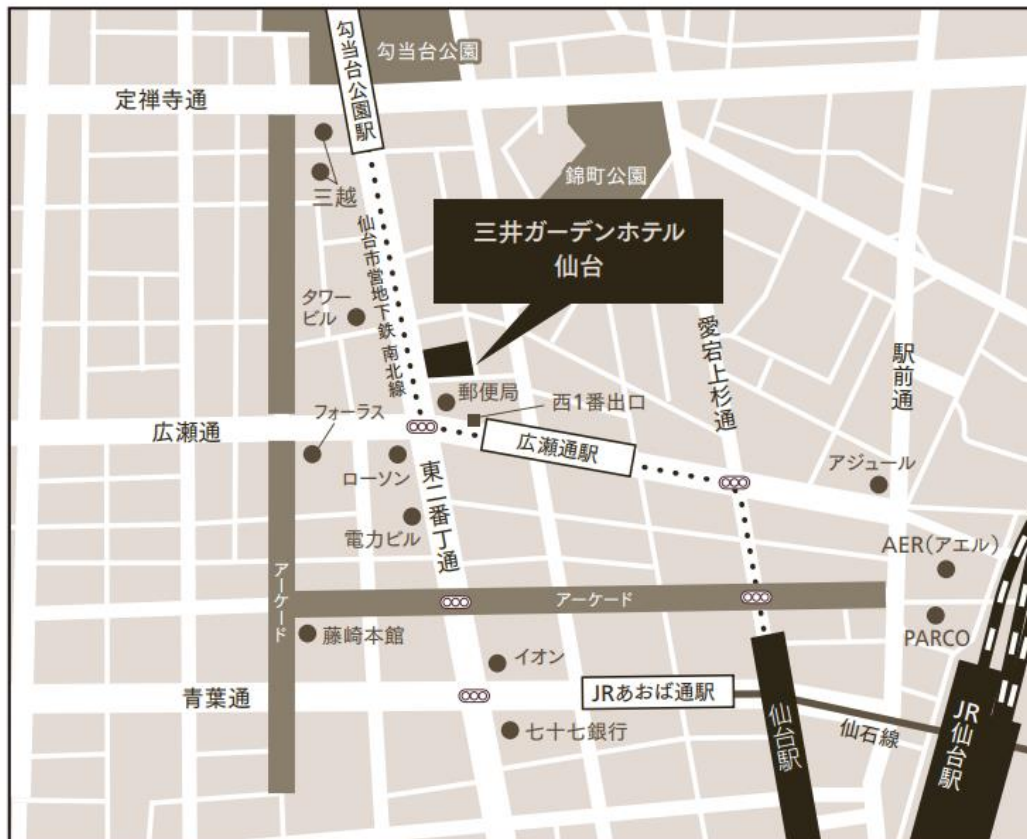 勾当台公園
勾当台公園駅
定禅寺通
三越
錦町公園
三井ガーデンホテル
仙台
仙台市営地下鉄 南北線
タワー
ビル
愛宕上杉通
駅前通
郵便局
西1番出口
フォーラス
広瀬通
広瀬通駅
ローソン
アジュール
東二番丁通
電力ビル
AER(アエル)
アーケード
アーケード
藤崎本館
PARCO
イオン
青葉通
JRあおば通駅
仙台駅
仙石線
JR仙台駅
七十七銀行